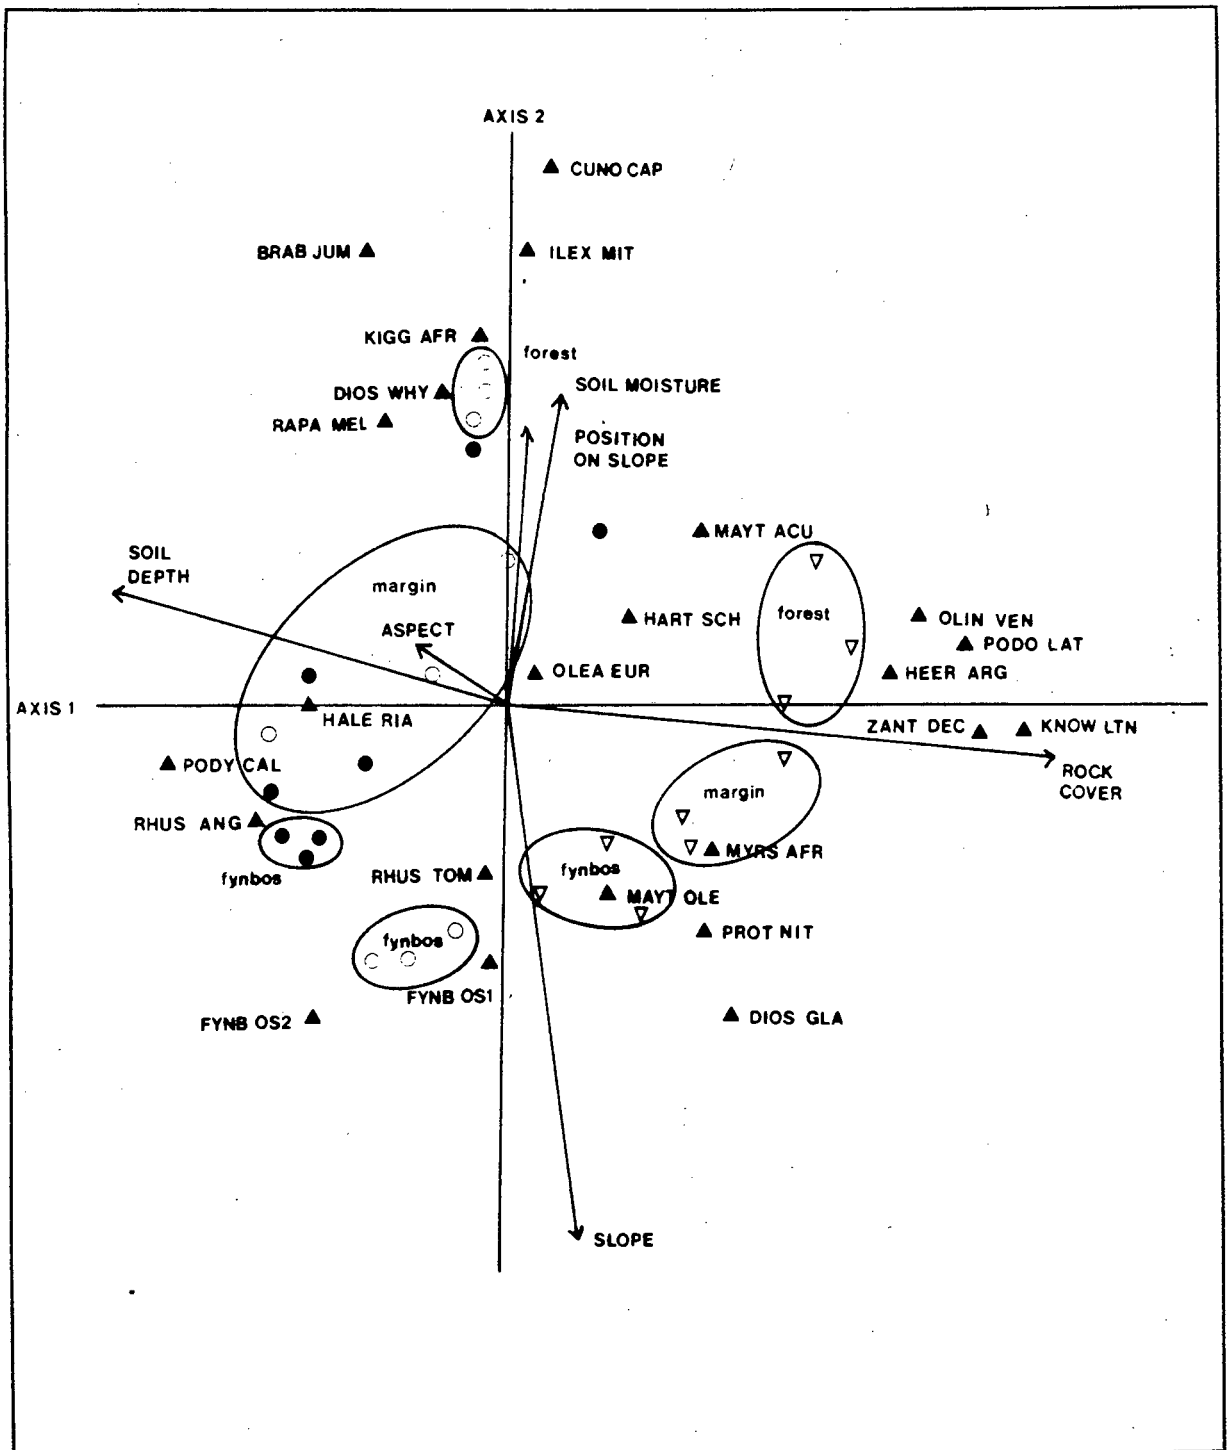 AXIS 2
CUNO CAP
BRAB JUM
ILEX MIT
KIGG AFR
forest
DIOS WHY
SOIL MOISTURE
RAPA MEL
POSITION
ON SLOPE
MAYT ACU
SOIL
DEPTH
margin
forest
HART SCH
OLIN VEN
ASPECT
PODO LAT
OLEA EUR
HEER ARG
AXIS 1
HALE RIA
ZANT DEC
KNOW LTN
PODY CAL
ROCK
COVER
margin
RHUS ANG
MYRS AFR
fynbos
RHUS TOM
fynbos
MAYT OLE
fynbos
PROT NIT
FYNB OS1
FYNB OS2
DIOS GLA
SLOPE